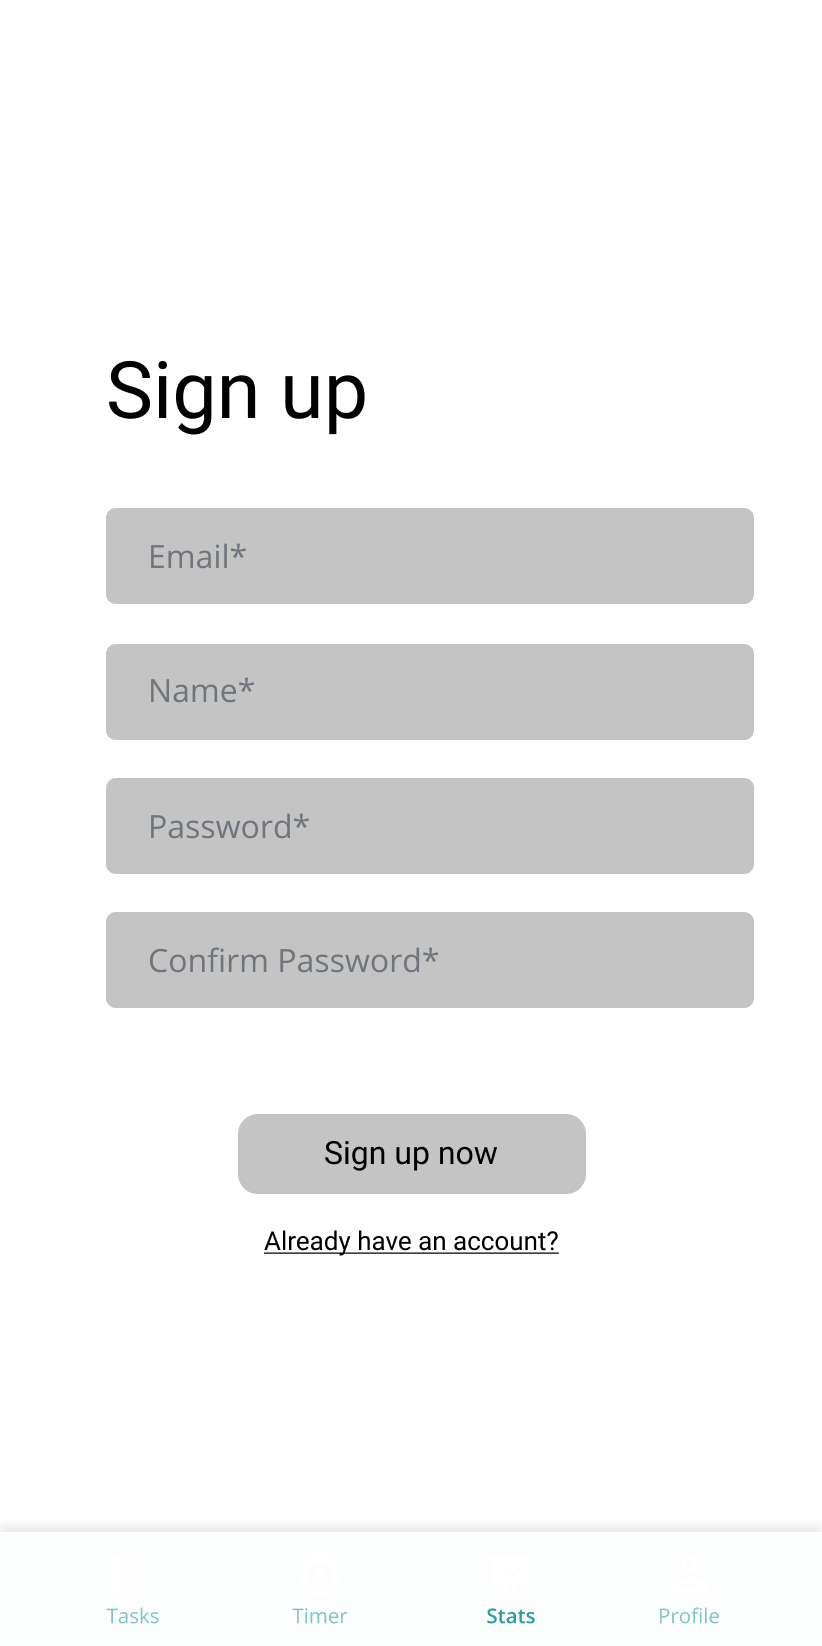 Sign up
Email*
Name*
Password*
Confirm Password*
Sign up now
Already have an account?
Tasks Timer Stats Profile